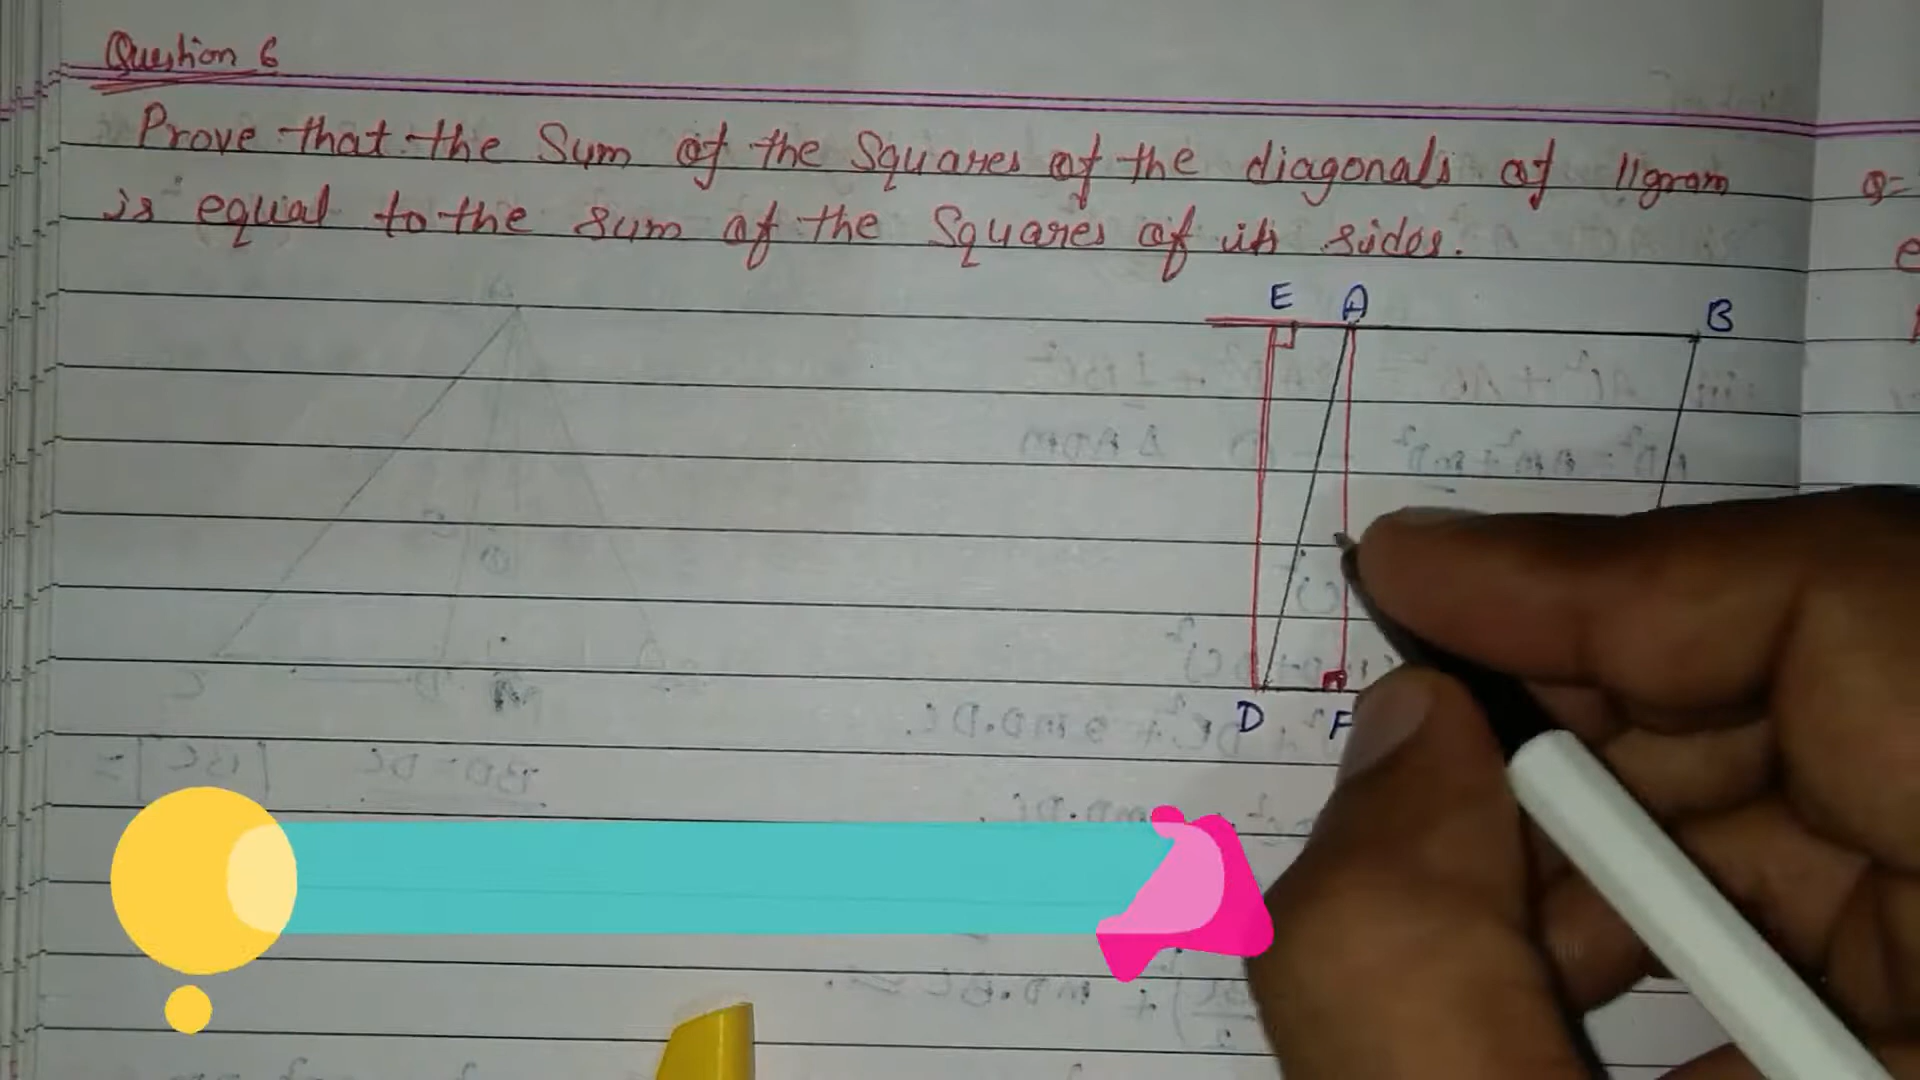 Question 6
Prove that the Sum of the Squares of the diagonals of ||gram
is equal to the sum of the Squares of its sides.
E A B
D F